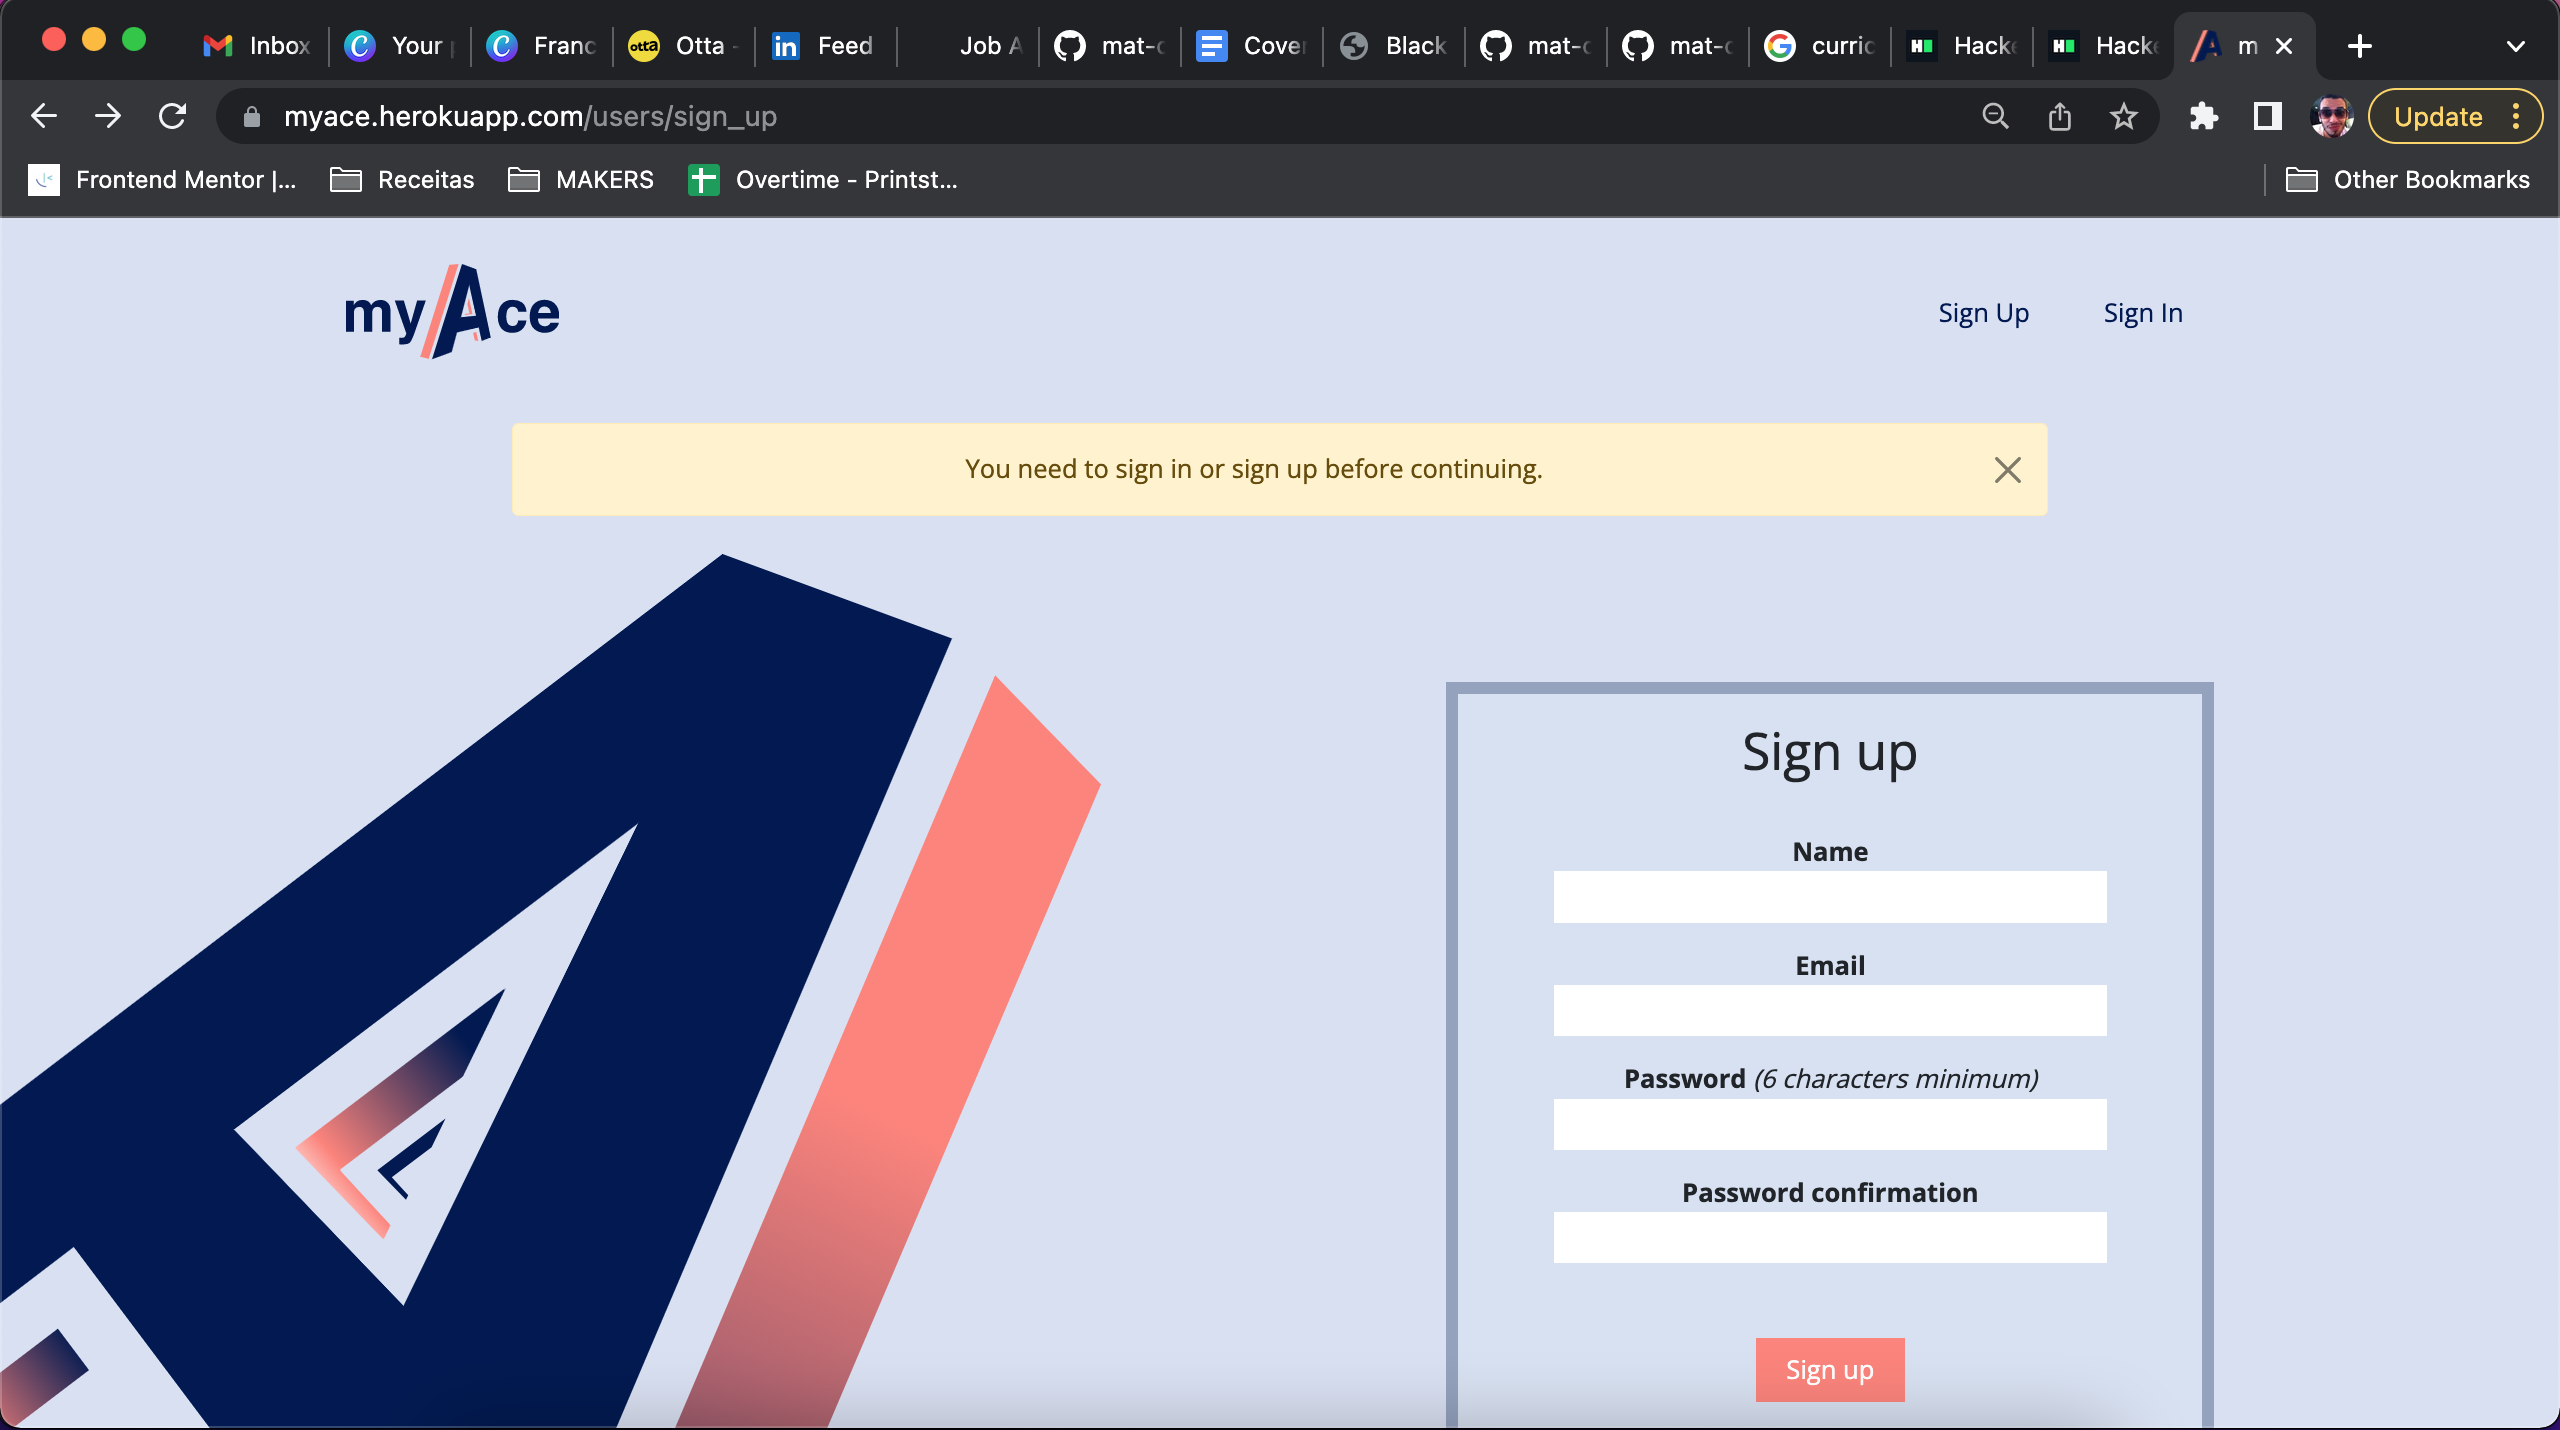 Inbox Your Franc Otta - Feed Job A mat-c Cover Black mat-c mat-c curric Hacke Hacke m
myace.herokuapp.com/users/sign_up Update
Frontend Mentor |... Receitas MAKERS Overtime - Printst... Other Bookmarks
myAce Sign Up Sign In
You need to sign in or sign up before continuing.
Sign up
Name
Email
Password (6 characters minimum)
Password confirmation
Sign up